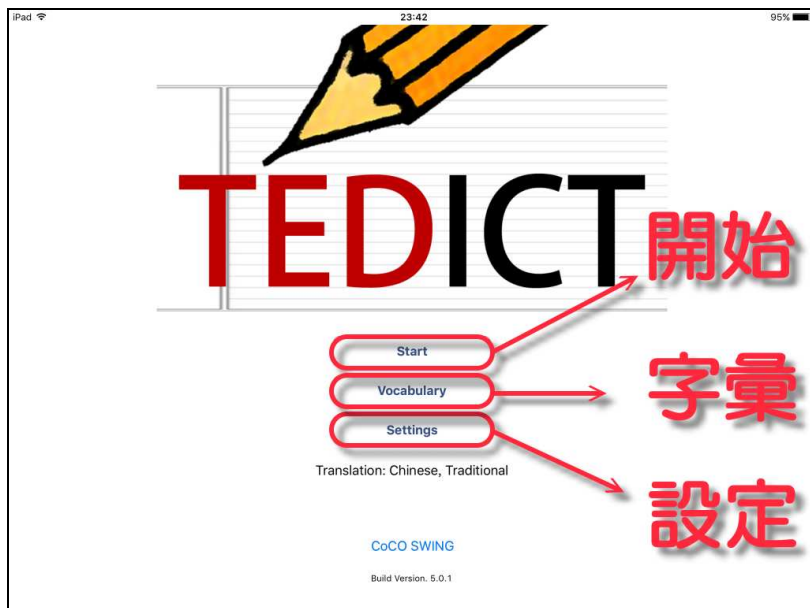 iPad 23:42 95%
TEDICT
開始
Start
Vocabulary
字彙
Settings
Translation: Chinese, Traditional
設定
CoCO SWING
Build Version. 5.0.1